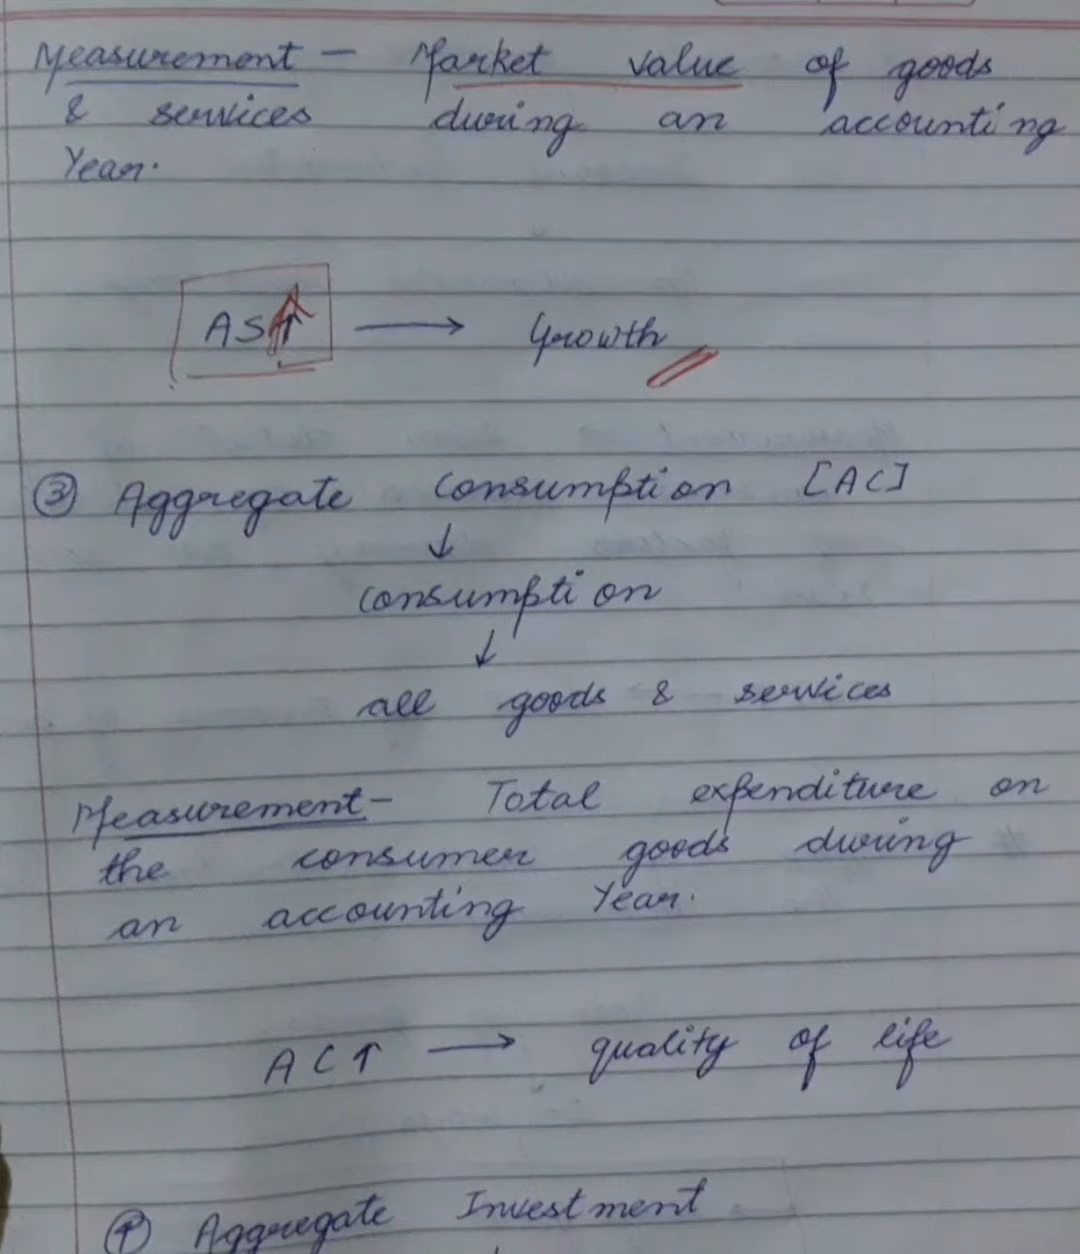 Measurement - Market value of goods
& services during an accounting
Year.
AS↑ → Growth
③ Aggregate Consumption [AC]
↓
consumption
↓
all goods & services
Measurement - Total expenditure on
the consumer goods during
an accounting Year.
AC↑ → quality of life
④ Aggregate Investment